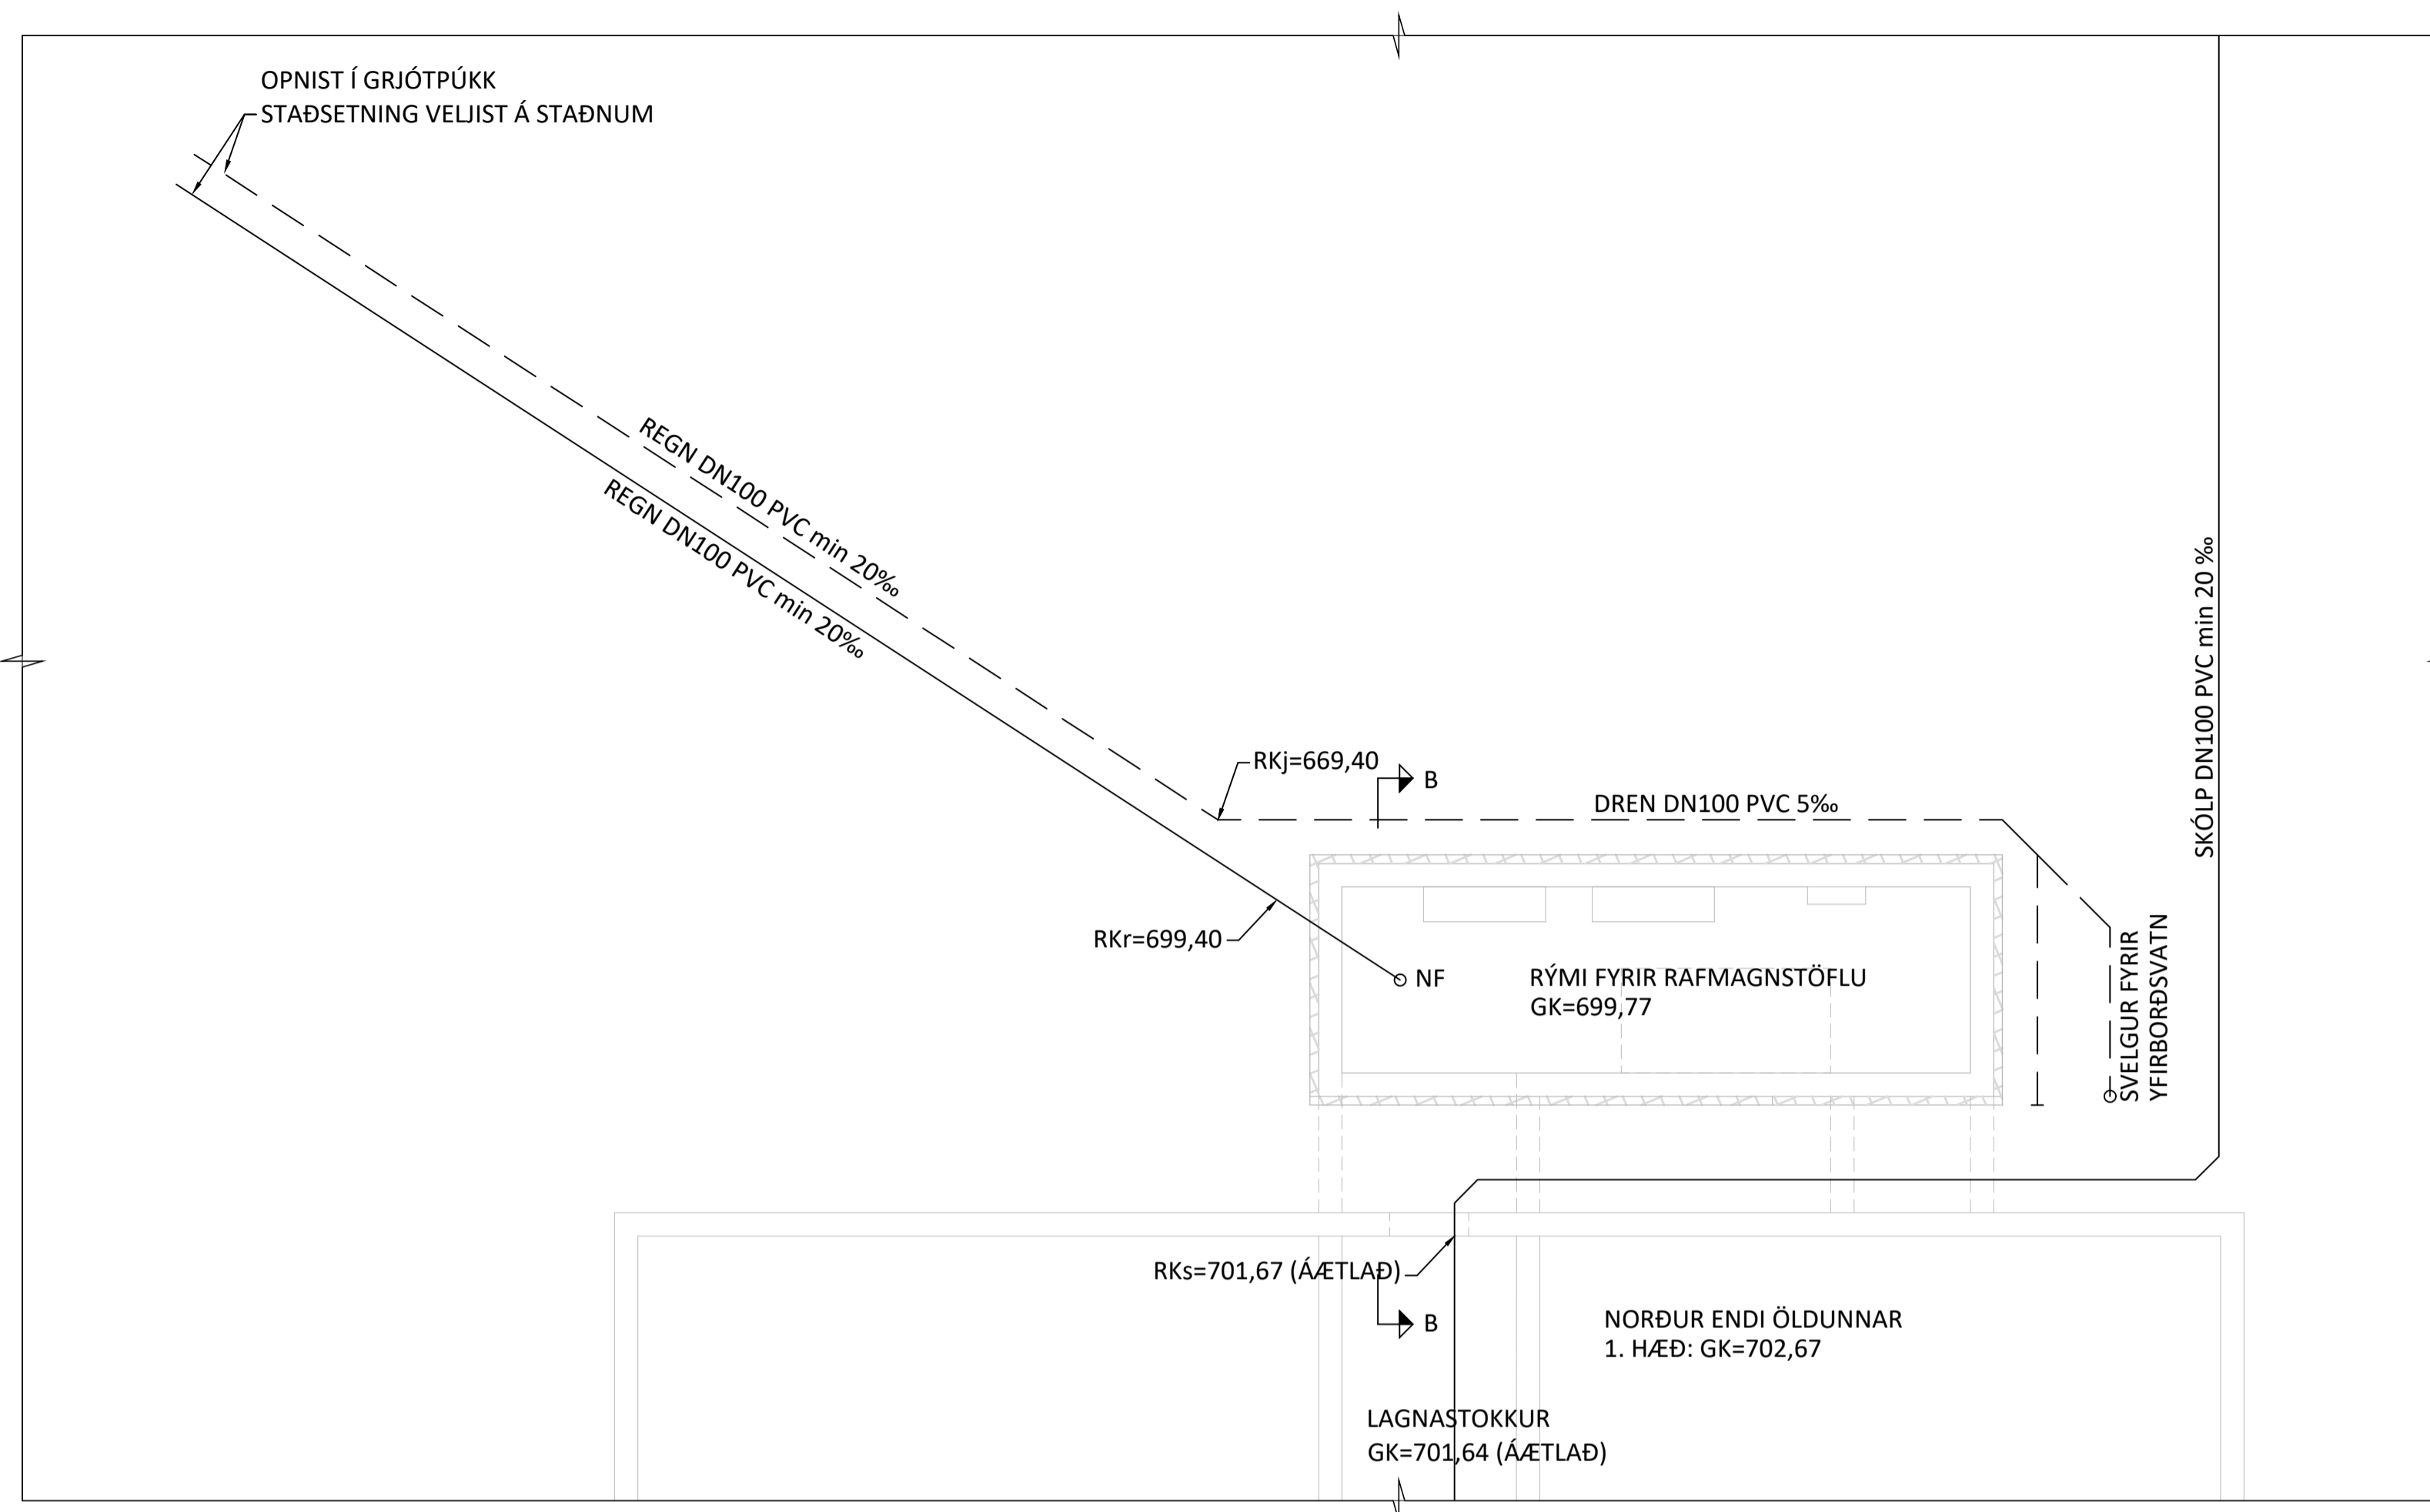 OPNIST Í GRJÓTPÚKK
STAÐSETNING VELJIST Á STAÐNUM
REGN DN100 PVC min 20‰
REGN DN100 PVC min 20‰
SKÓLP DN100 PVC min 20 ‰
RKj=669,40
B
DREN DN100 PVC 5‰
RKr=699,40
NF
RÝMI FYRIR RAFMAGNSTÖFLU
GK=699,77
SVELGUR FYRIR
YFIRBORÐSVATN
RKs=701,67 (ÁÆTLAÐ)
B
NORÐUR ENDI ÖLDUNNAR
1. HÆÐ: GK=702,67
LAGNASTOKKUR
GK=701,64 (ÁÆTLAÐ)